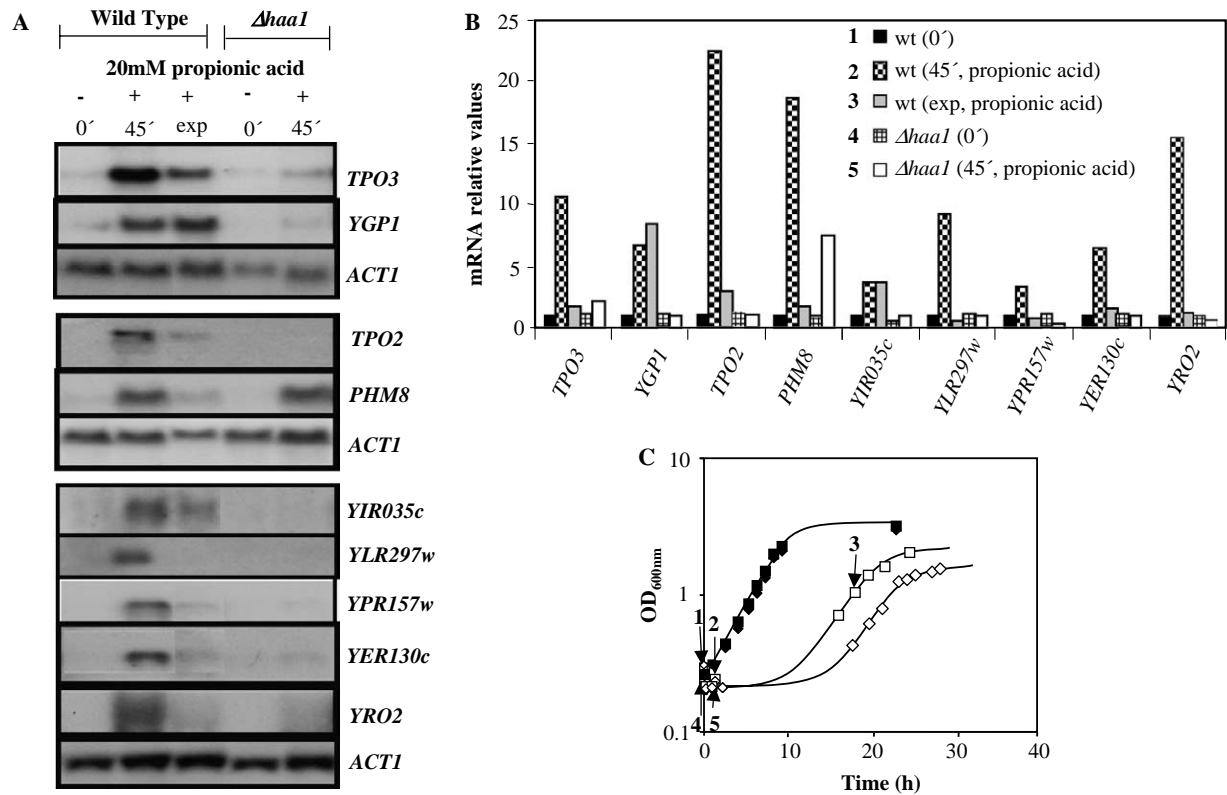 A
Wild Type Δhaa1
20mM propionic acid
- + + - +
0´ 45´ exp 0´ 45´
TPO3
YGP1
ACT1
TPO2
PHM8
ACT1
YIR035c
YLR297w
YPR157w
YER130c
YRO2
ACT1
B
mRNA relative values
25
20
15
10
5
0
1 wt (0´)
2 wt (45´, propionic acid)
3 wt (exp, propionic acid)
4 Δhaa1 (0´)
5 Δhaa1 (45´, propionic acid)
TPO3 YGP1 TPO2 PHM8 YIR035c YLR297w YPR157w YER130c YRO2
C
OD600nm
10
1
0.1
1 2 3
4 5
0 10 20 30 40
Time (h)